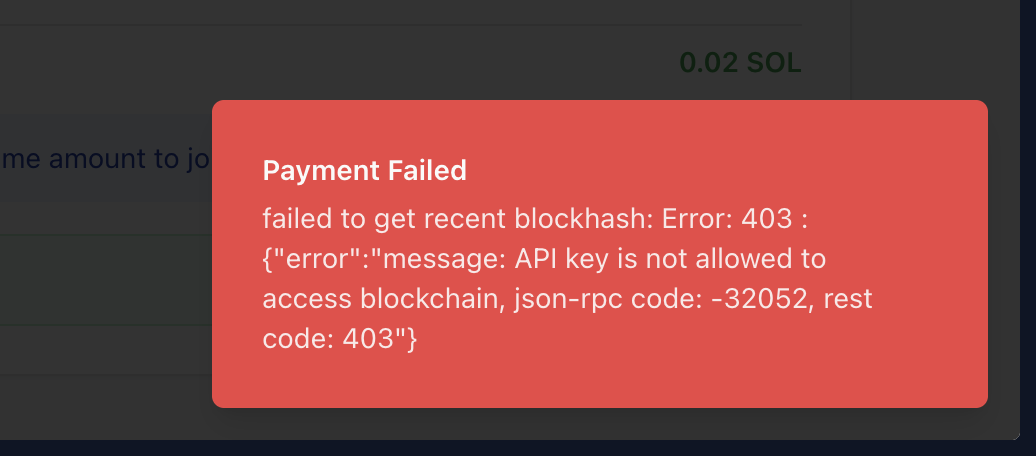 0.02 SOL
me amount to jo
Payment Failed
failed to get recent blockhash: Error: 403 :
{"error":"message: API key is not allowed to
access blockchain, json-rpc code: -32052, rest
code: 403"}